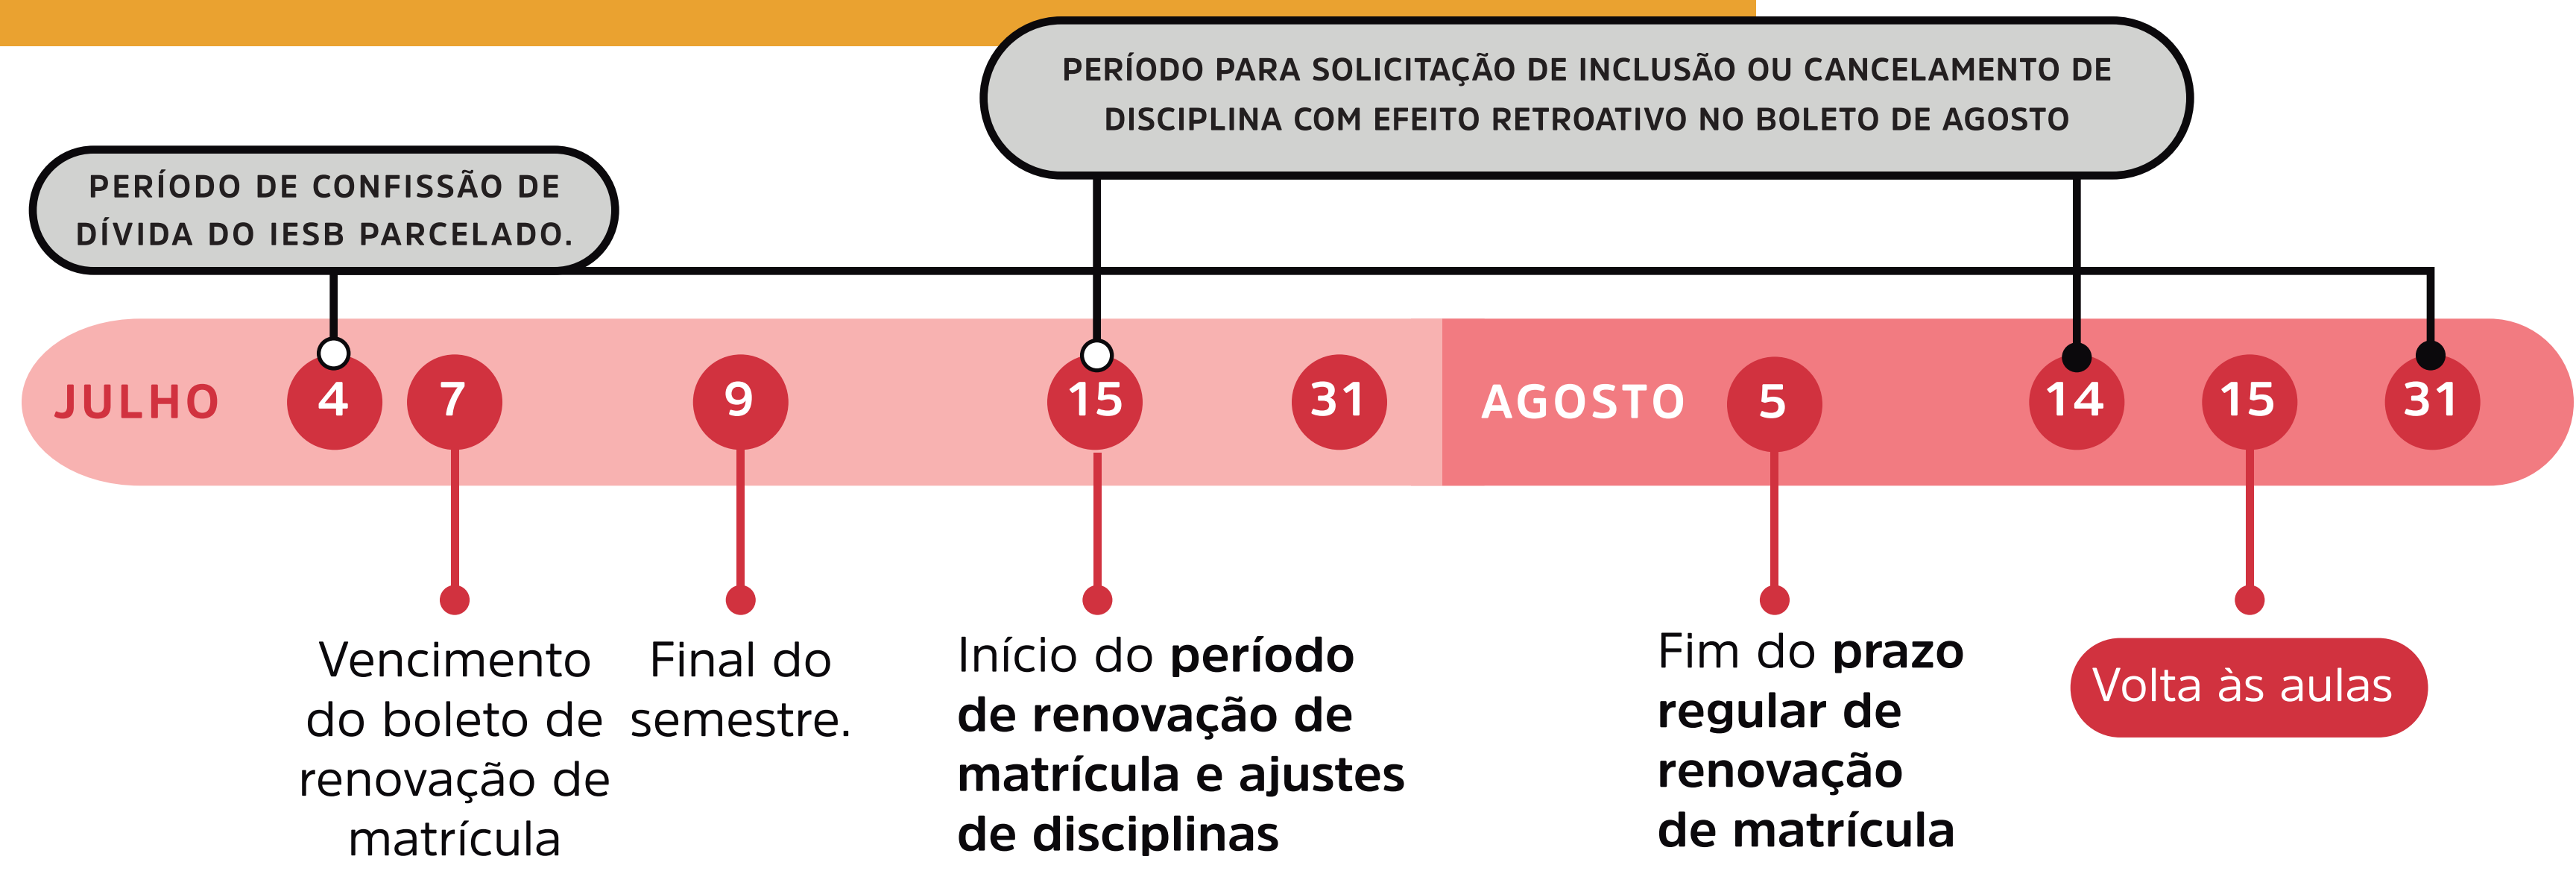 PERÍODO PARA SOLICITAÇÃO DE INCLUSÃO OU CANCELAMENTO DE
DISCIPLINA COM EFEITO RETROATIVO NO BOLETO DE AGOSTO
PERÍODO DE CONFISSÃO DE
DÍVIDA DO IESB PARCELADO.
JULHO 4 7 9 15 31 AGOSTO 5 14 15 31
Vencimento
do boleto de
renovação de
matrícula
Final do
semestre.
Início do período
de renovação de
matrícula e ajustes
de disciplinas
Fim do prazo
regular de
renovação
de matrícula
Volta às aulas